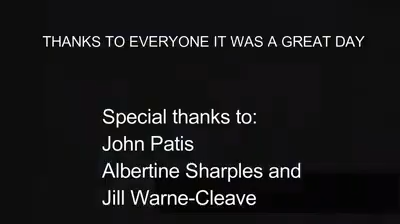 THANKS TO EVERYONE IT WAS A GREAT DAY
Special thanks to:
John Patis
Albertine Sharples and
Jill Warne-Cleave